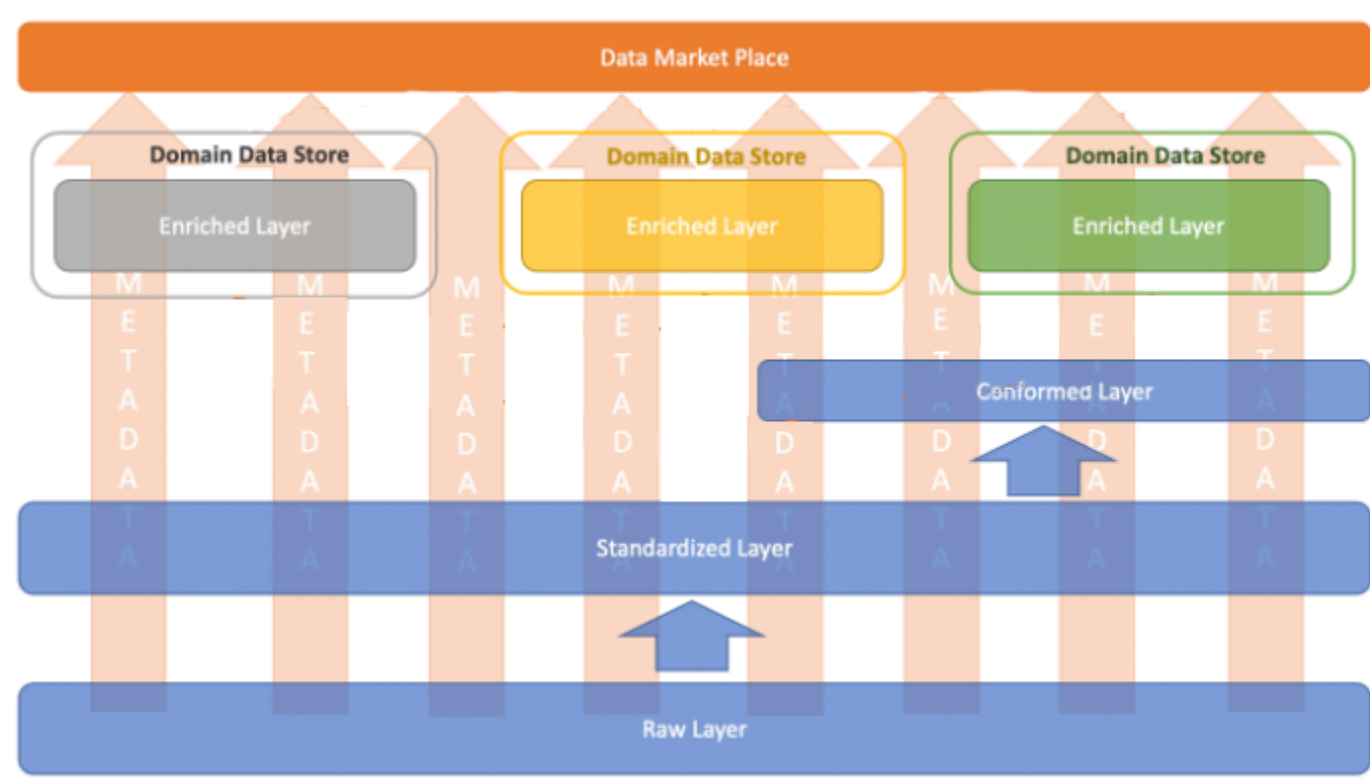 Data Market Place
Domain Data Store
Domain Data Store
Domain Data Store
Enriched Layer
Enriched Layer
Enriched Layer
METADATA
METADATA
METADATA
METADATA
METADATA
METADATA
METADATA
METADATA
Conformed Layer
Standardized Layer
Raw Layer